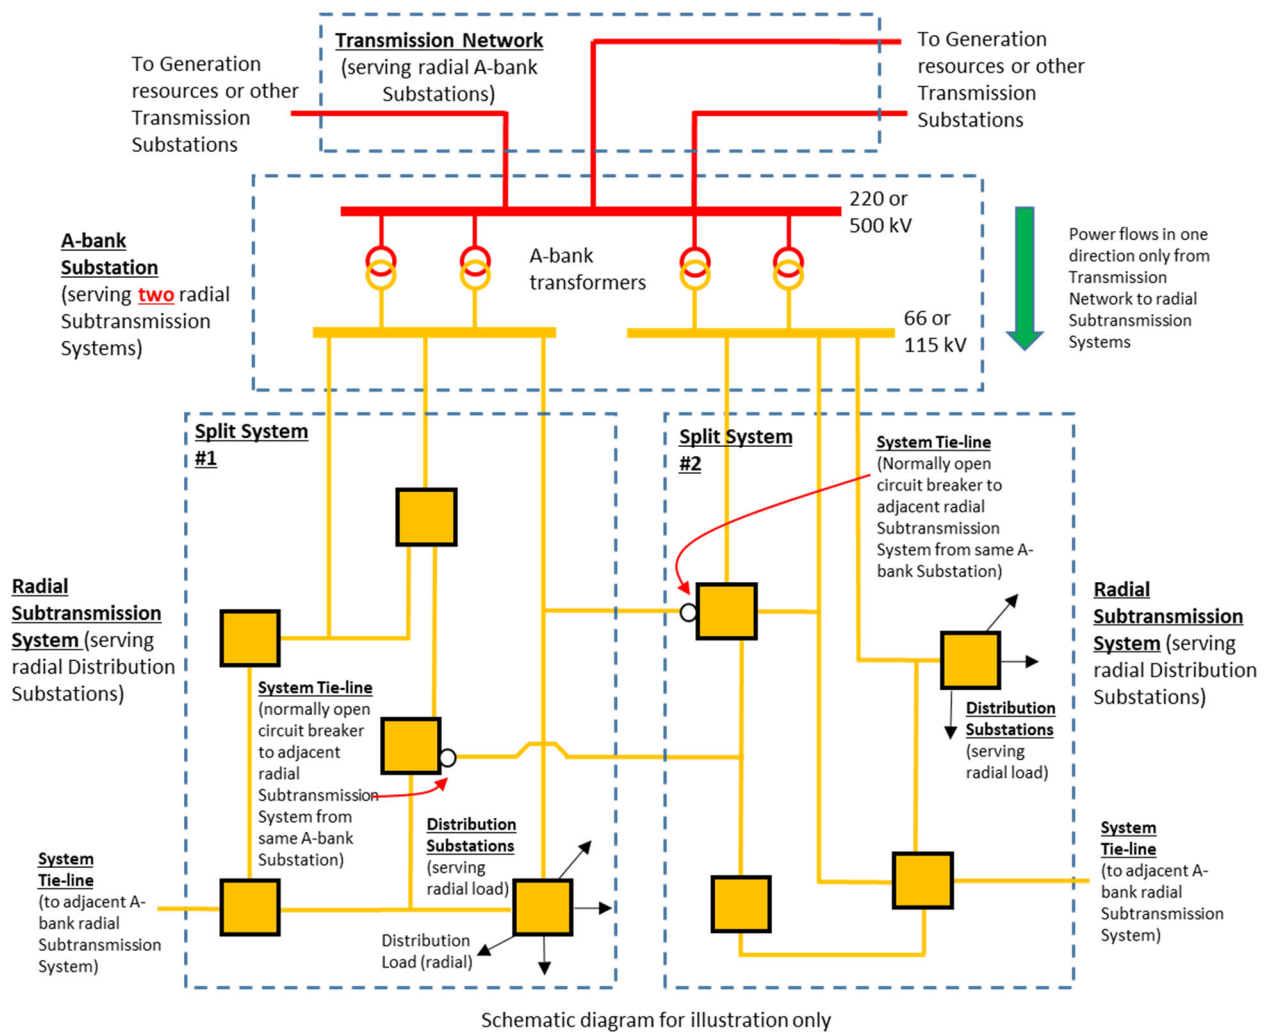 Transmission Network
(serving radial A-bank
Substations)
To Generation
resources or other
Transmission
Substations
To Generation
resources or other
Transmission
Substations
220 or
500 kV
A-bank
Substation
(serving two radial
Subtransmission
Systems)
A-bank
transformers
66 or
115 kV
Power flows in one
direction only from
Transmission
Network to radial
Subtransmission
Systems
Split System
#1
Split System
#2
System Tie-line
(Normally open
circuit breaker to
adjacent radial
Subtransmission
System from same A-
bank Substation)
Radial
Subtransmission
System (serving
radial Distribution
Substations)
Radial
Subtransmission
System (serving
radial Distribution
Substations)
System Tie-line
(normally open
circuit breaker
to adjacent
radial
Subtransmission
System from
same A-bank
Substation)
Distribution
Substations
(serving
radial load)
Distribution
Substations
(serving
radial load)
System
Tie-line
(to adjacent A-
bank radial
Subtransmission
System)
System
Tie-line
(to adjacent A-
bank radial
Subtransmission
System)
Distribution
Load (radial)
Schematic diagram for illustration only